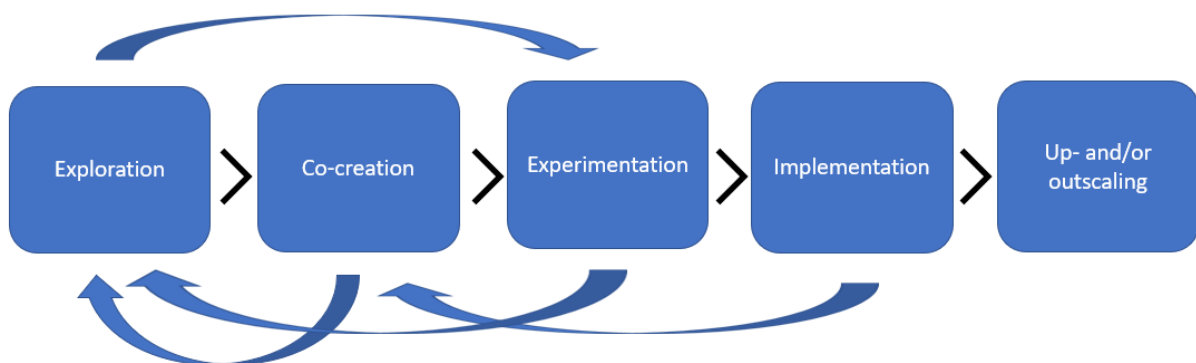 Exploration
Co-creation
Experimentation
Implementation
Up- and/or
outscaling